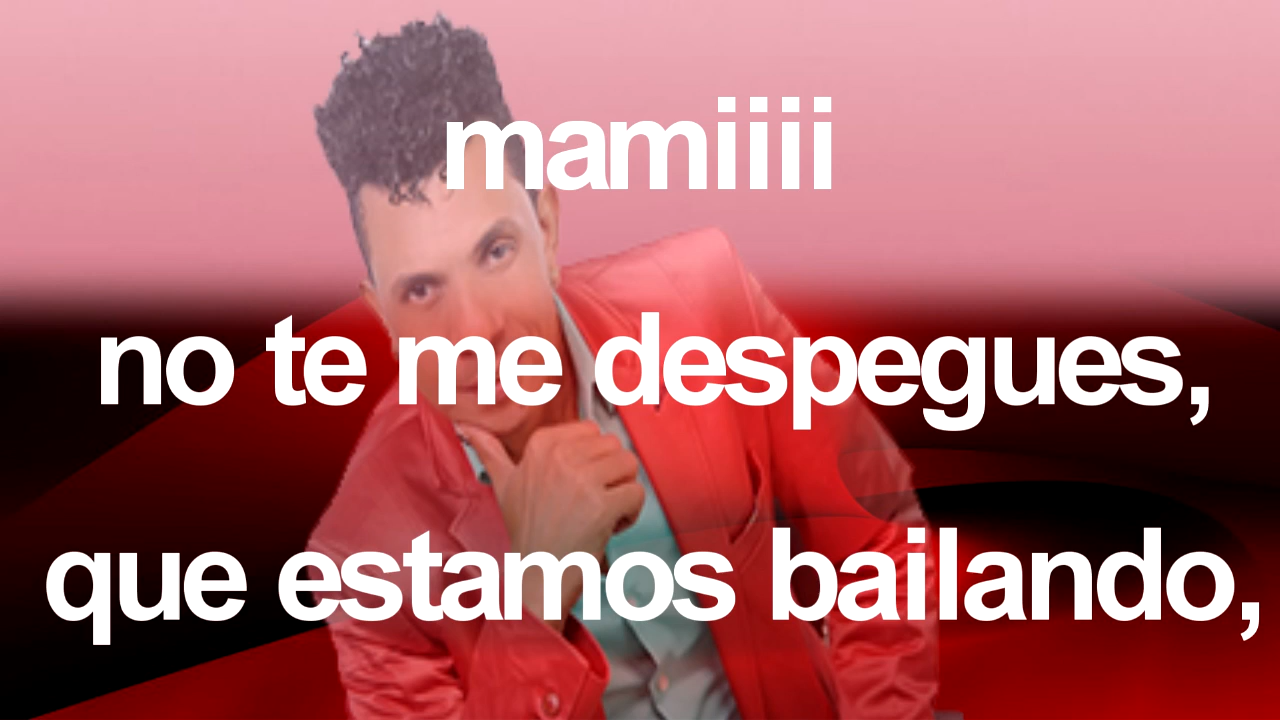 mamiiii
no te me despegues,
que estamos bailando,